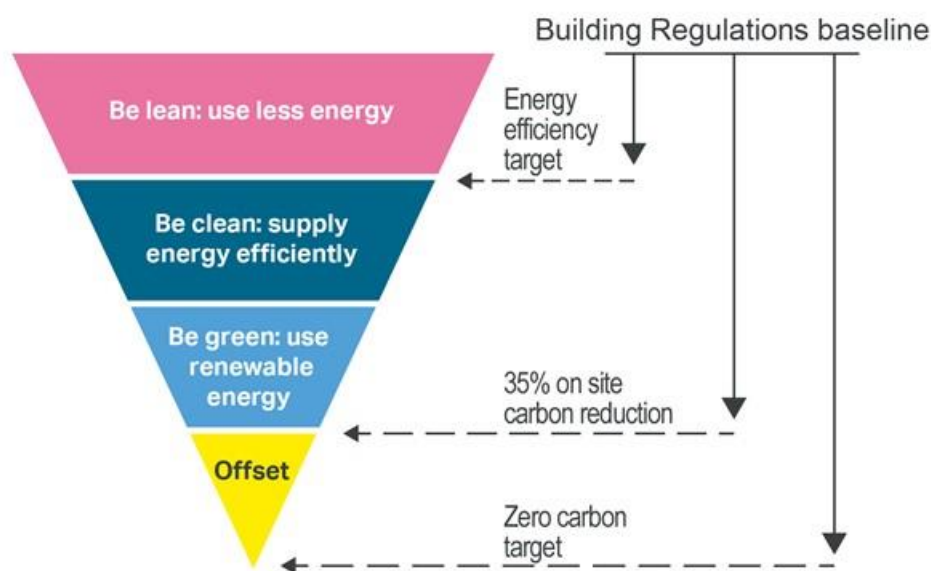 Building Regulations baseline
Be lean: use less energy
Energy
efficiency
target
Be clean: supply
energy efficiently
Be green: use
renewable
energy
35% on site
carbon reduction
Offset
Zero carbon
target